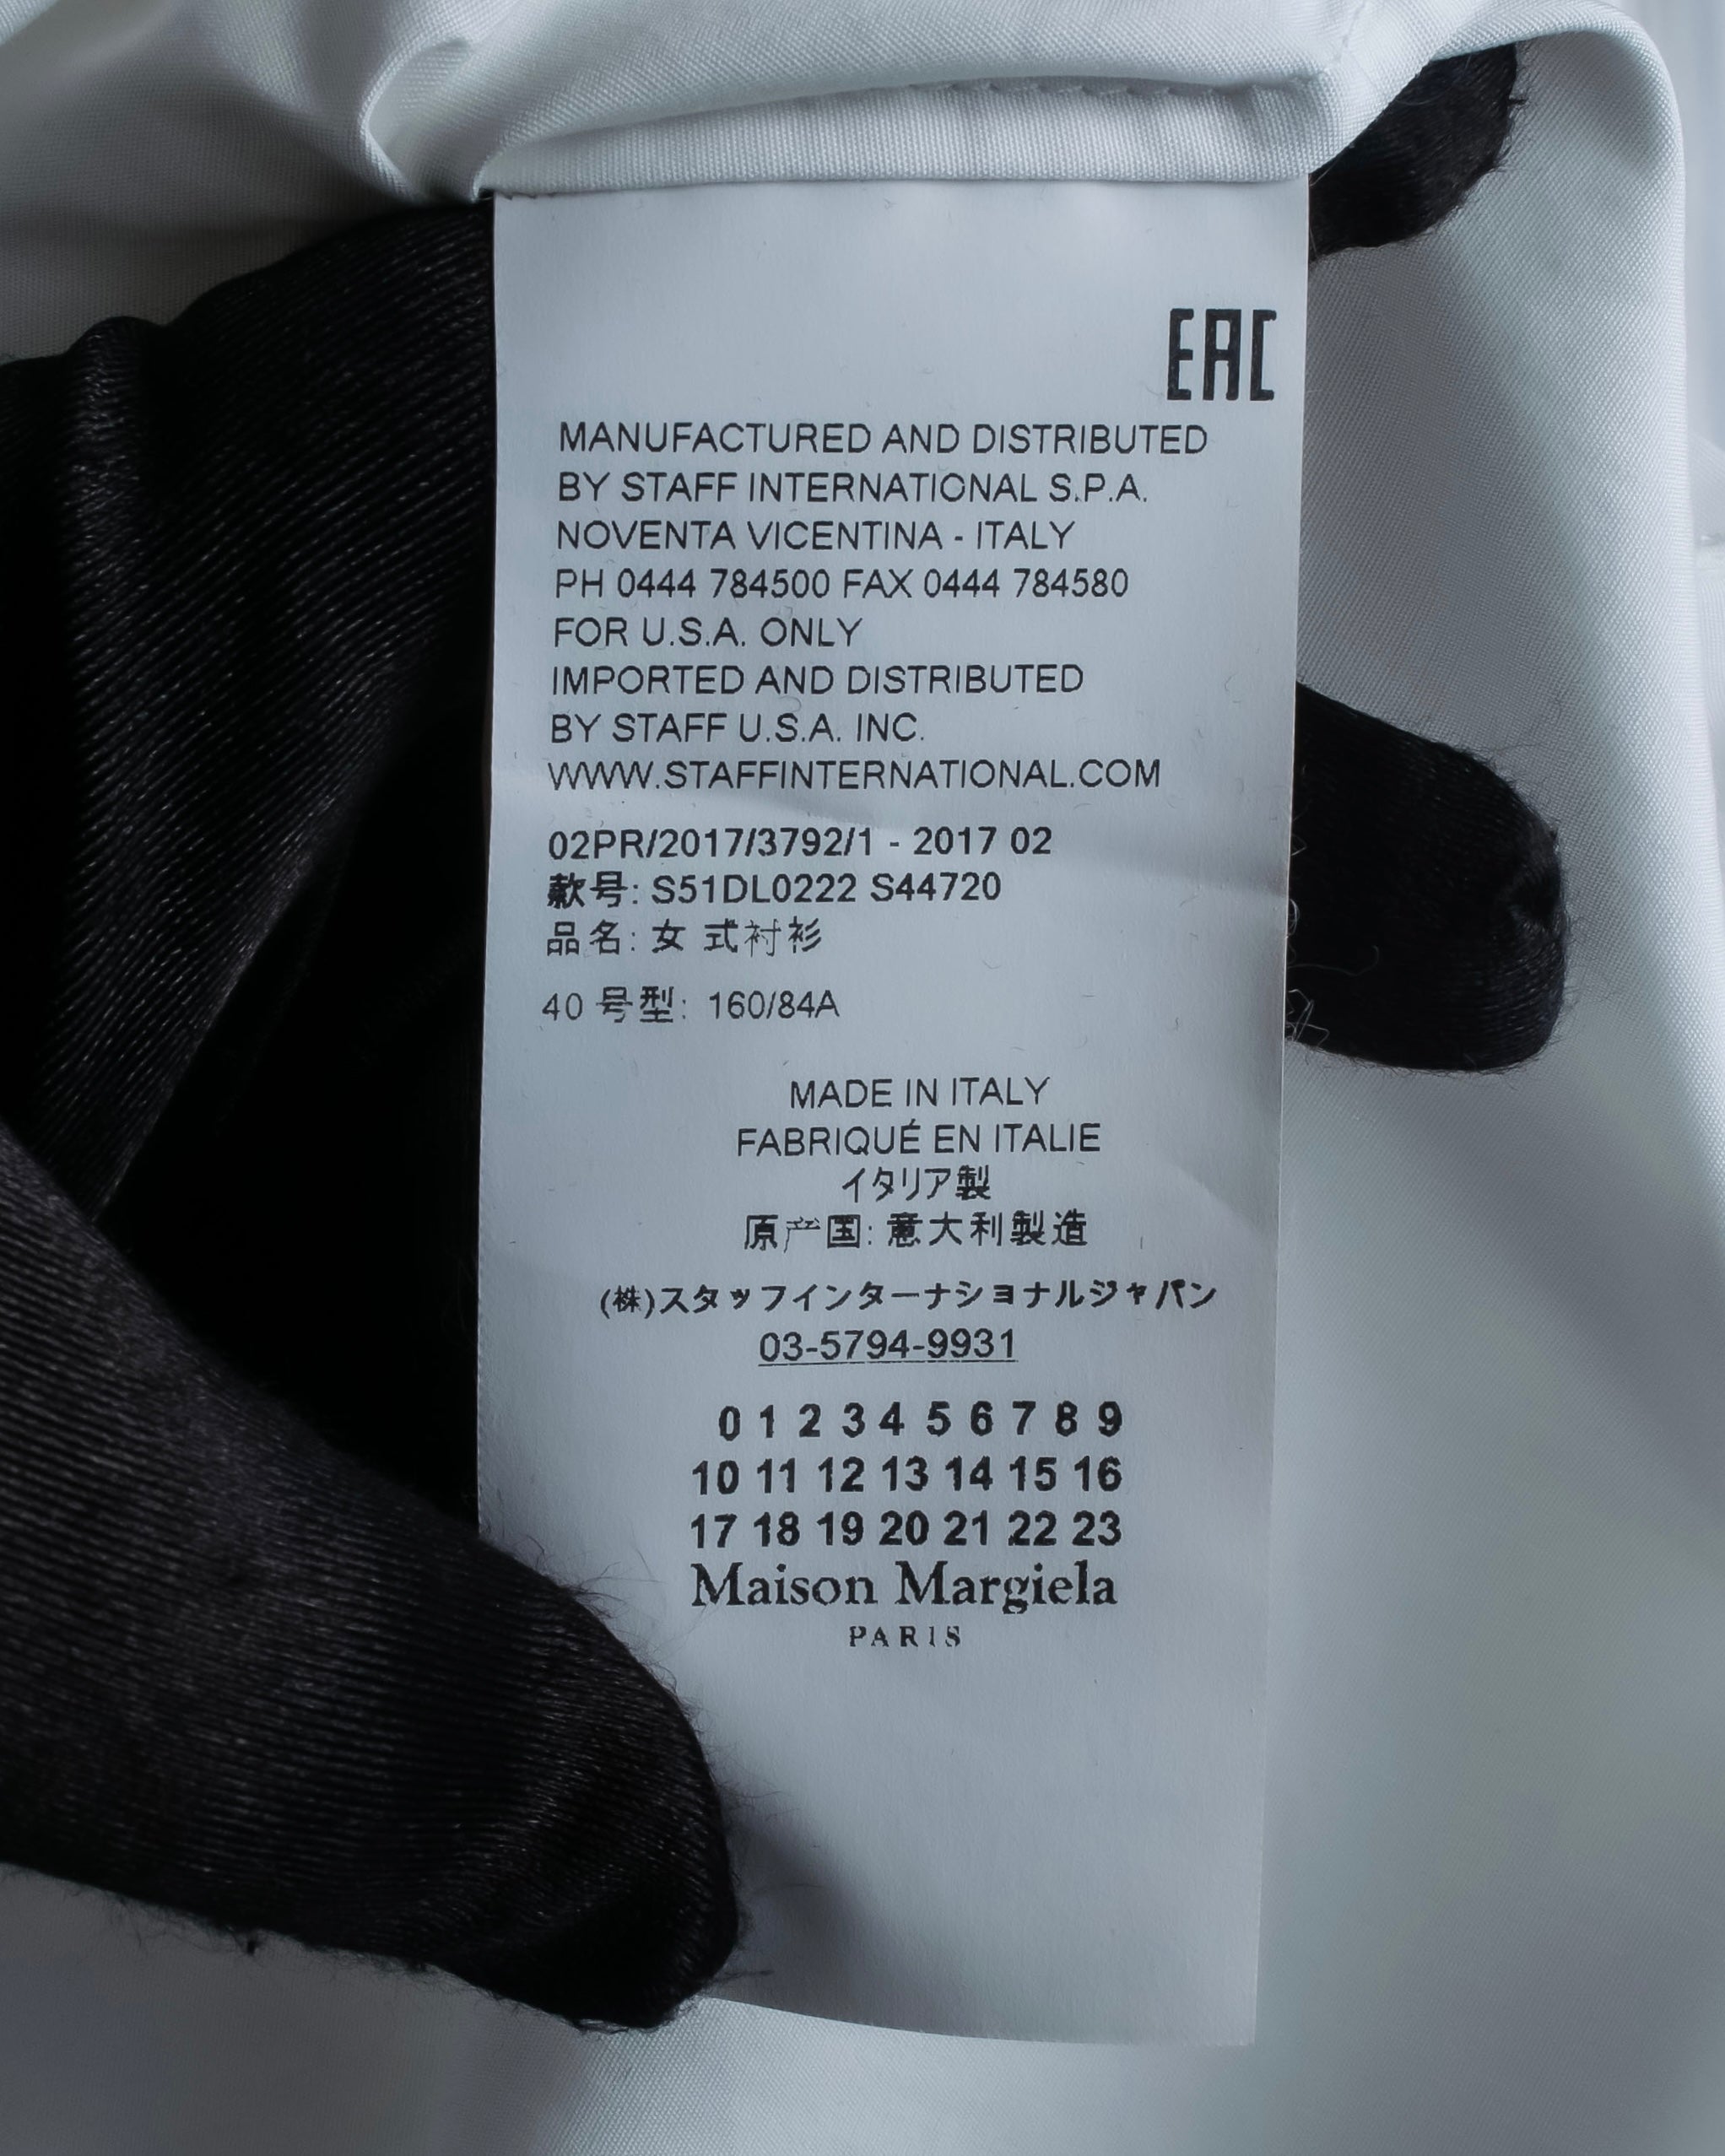 EAC
MANUFACTURED AND DISTRIBUTED
BY STAFF INTERNATIONAL S.P.A.
NOVENTA VICENTINA - ITALY
PH 0444 784500 FAX 0444 784580
FOR U.S.A. ONLY
IMPORTED AND DISTRIBUTED
BY STAFF U.S.A. INC.
WWW.STAFFINTERNATIONAL.COM
02PR/2017/3792/1 - 2017 02
款号: S51DL0222 S44720
品名: 女 式衬衫
40 号型: 160/84A
MADE IN ITALY
FABRIQUÉ EN ITALIE
イタリア製
原产国: 意大利製造
(株)スタッフインターナショナルジャパン
03-5794-9931
0 1 2 3 4 5 6 7 8 9
10 11 12 13 14 15 16
17 18 19 20 21 22 23
Maison Margiela
PARIS